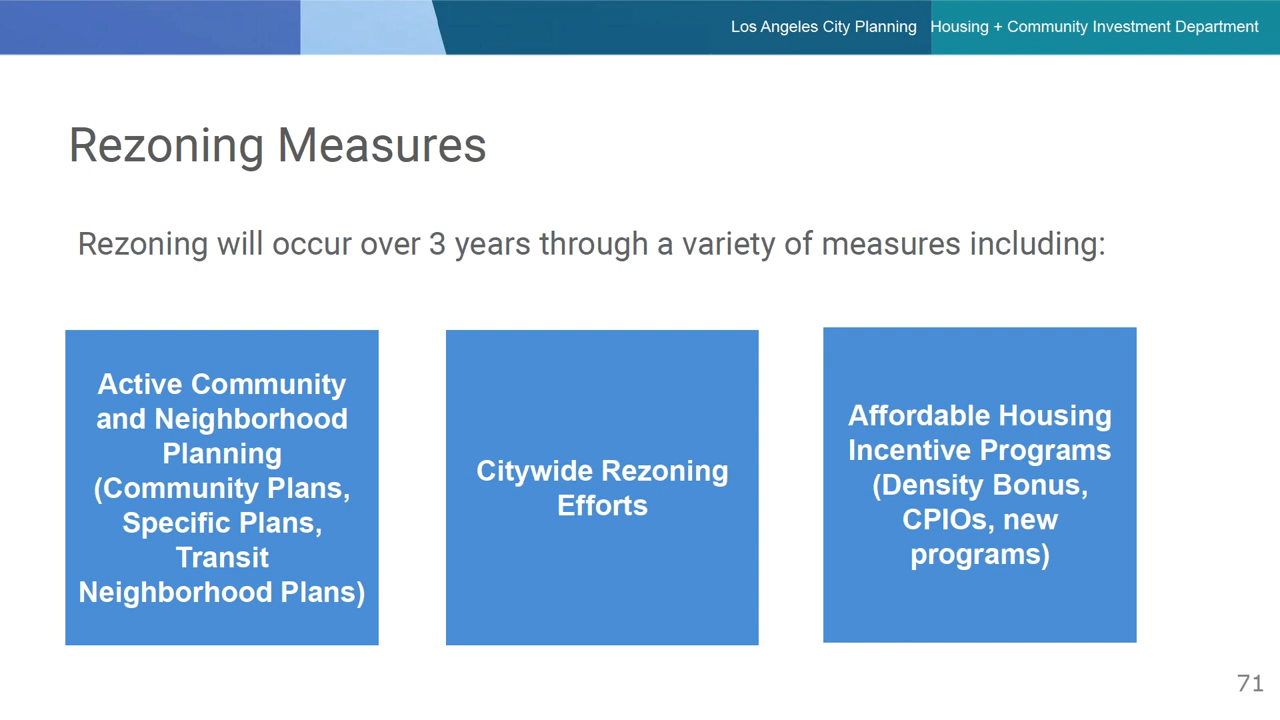 Los Angeles City Planning Housing + Community Investment Department
Rezoning Measures
Rezoning will occur over 3 years through a variety of measures including:
Active Community
and Neighborhood
Planning
(Community Plans,
Specific Plans,
Transit
Neighborhood Plans)
Citywide Rezoning
Efforts
Affordable Housing
Incentive Programs
(Density Bonus,
CPIOs, new
programs)
71